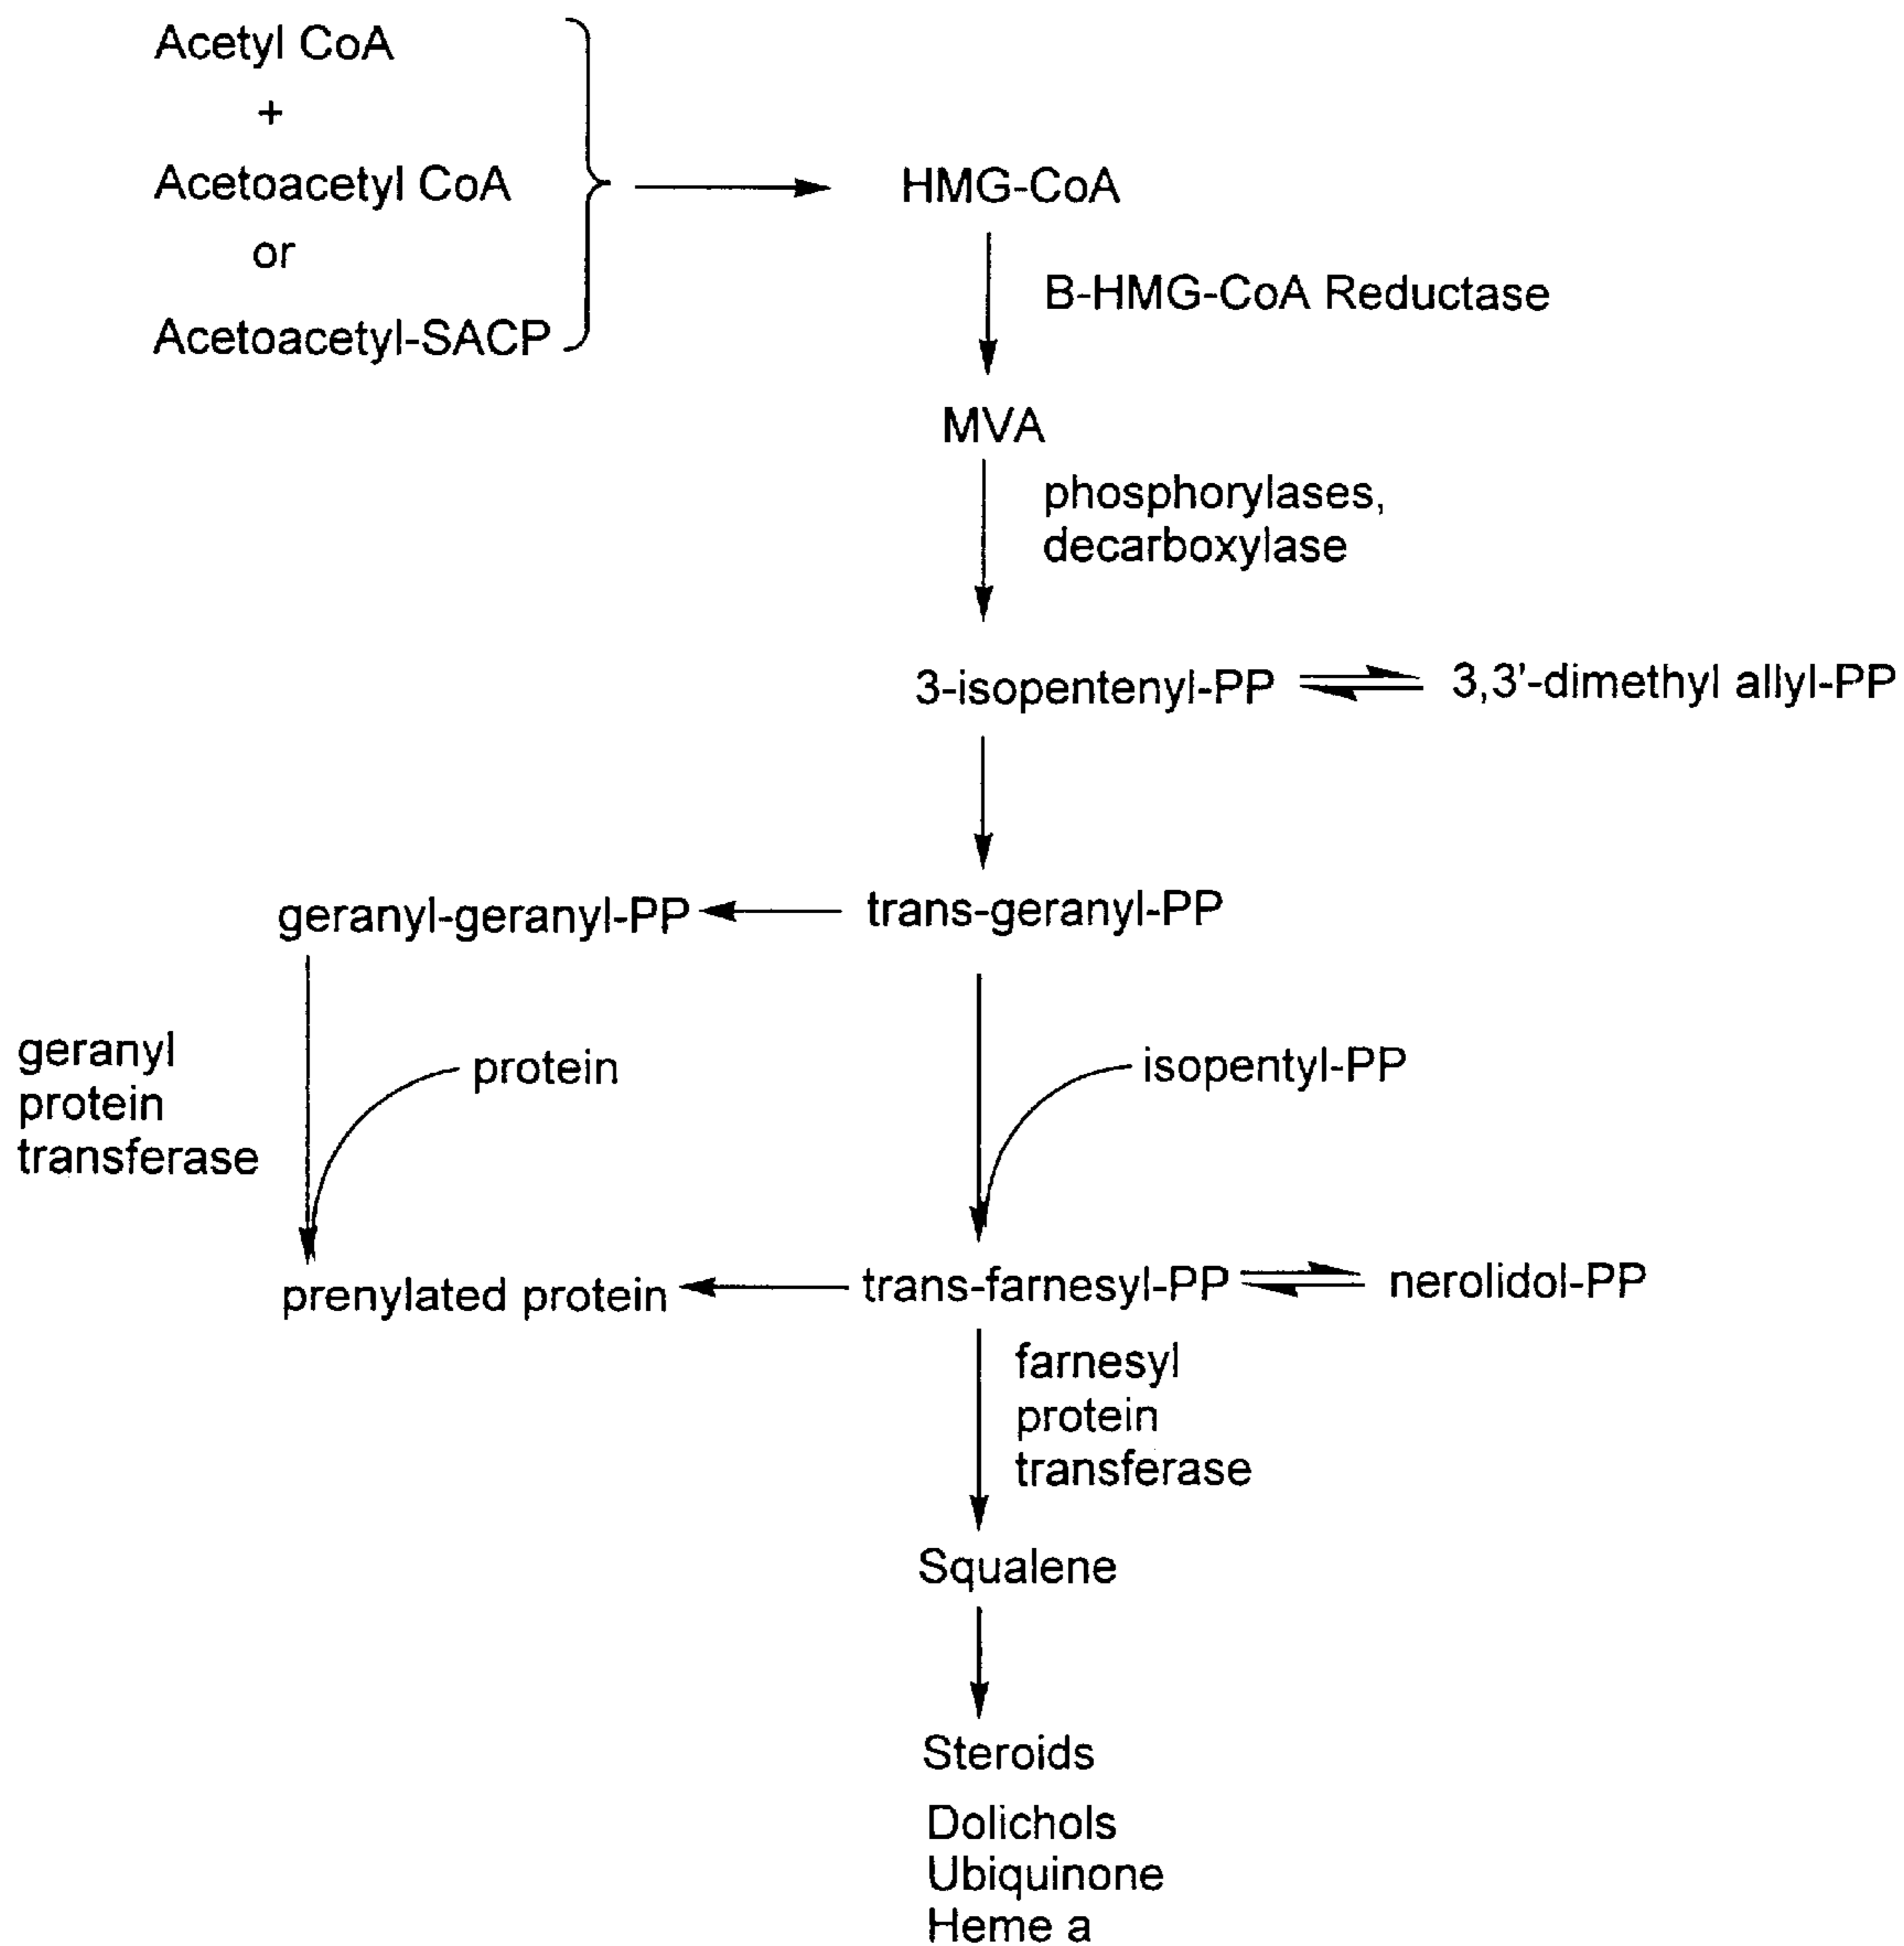 Acetyl CoA
+
Acetoacetyl CoA
or
Acetoacetyl-SACP
HMG-CoA
B-HMG-CoA Reductase
MVA
phosphorylases,
decarboxylase
3-isopentenyl-PP
3,3'-dimethyl allyl-PP
geranyl-geranyl-PP
trans-geranyl-PP
geranyl
protein
transferase
protein
isopentyl-PP
prenylated protein
trans-farnesyl-PP
nerolidol-PP
farnesyl
protein
transferase
Squalene
Steroids
Dolichols
Ubiquinone
Heme a